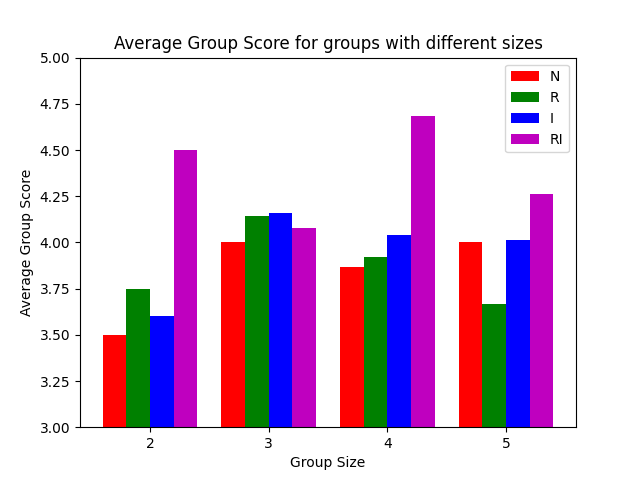 Average Group Score for groups with different sizes
5.00
4.75
4.50
4.25
4.00
3.75
3.50
3.25
3.00
Average Group Score
N
R
I
RI
2 3 4 5
Group Size